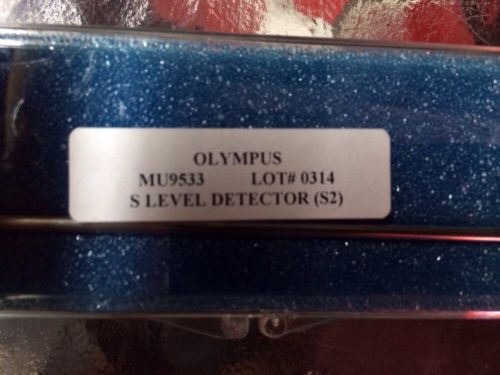 OLYMPUS
MU9533 LOT# 0314
S LEVEL DETECTOR (S2)